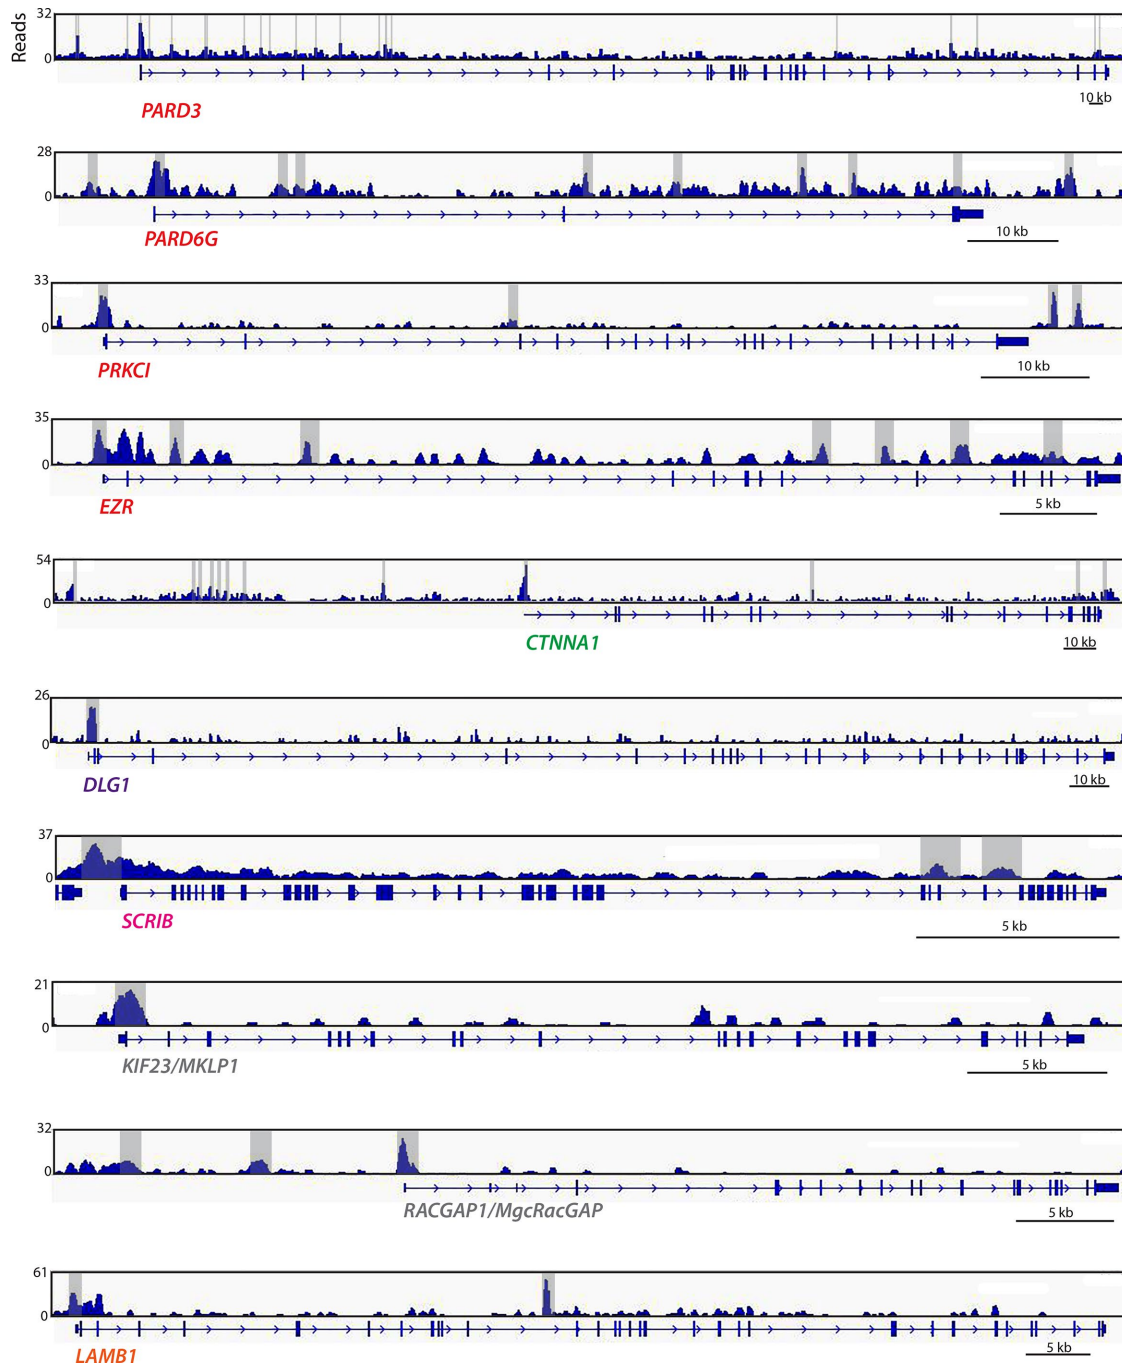 Reads
32
0
10 kb
PARD3
28
0
PARD6G
10 kb
33
0
PRKCI
10 kb
35
0
EZR
5 kb
54
0
CTNNA1
10 kb
26
0
DLG1
10 kb
37
0
SCRIB
5 kb
21
0
KIF23/MKLP1
5 kb
32
0
RACGAP1/MgcRacGAP
5 kb
61
0
LAMB1
5 kb